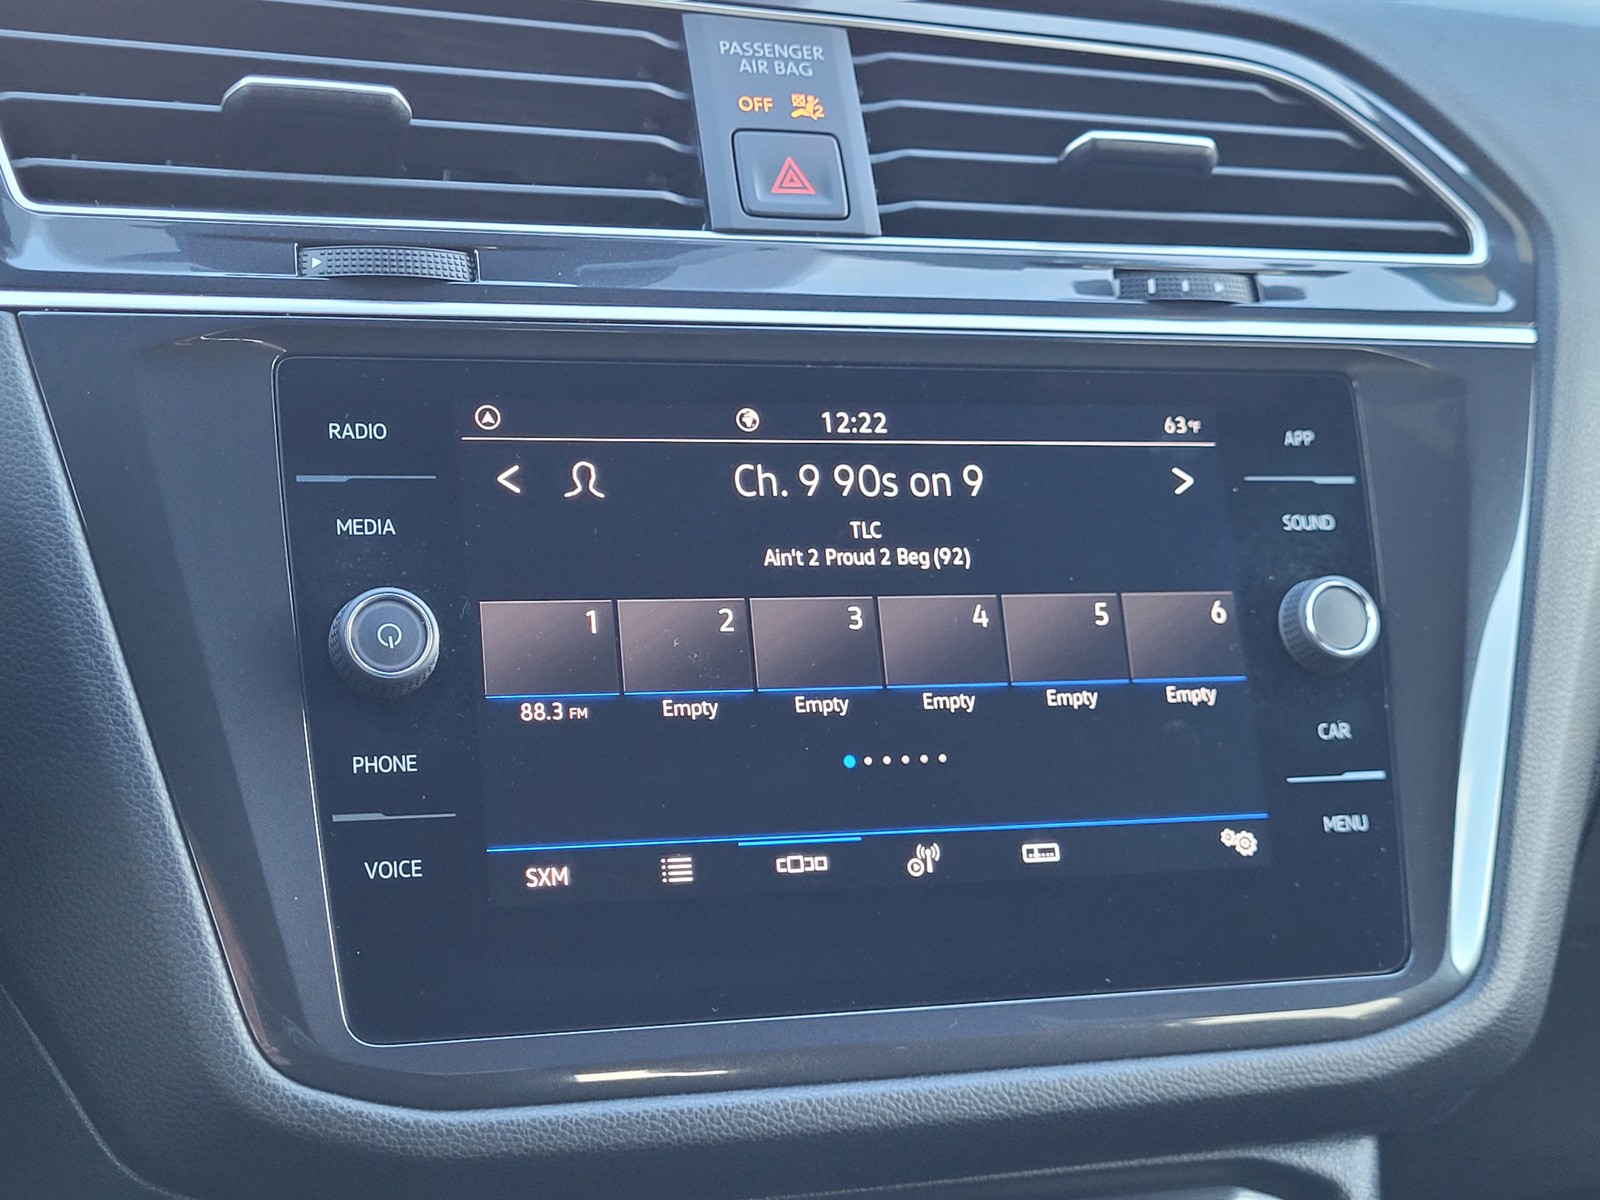 PASSENGER
AIR BAG
OFF
2
12:22
63°F
RADIO
APP
Ch. 9 90s on 9
MEDIA
SOUND
TLC
Ain't 2 Proud 2 Beg (92)
1 2 3 4 5 6
88.3 FM Empty Empty Empty Empty Empty
PHONE
CAR
VOICE
MENU
SXM